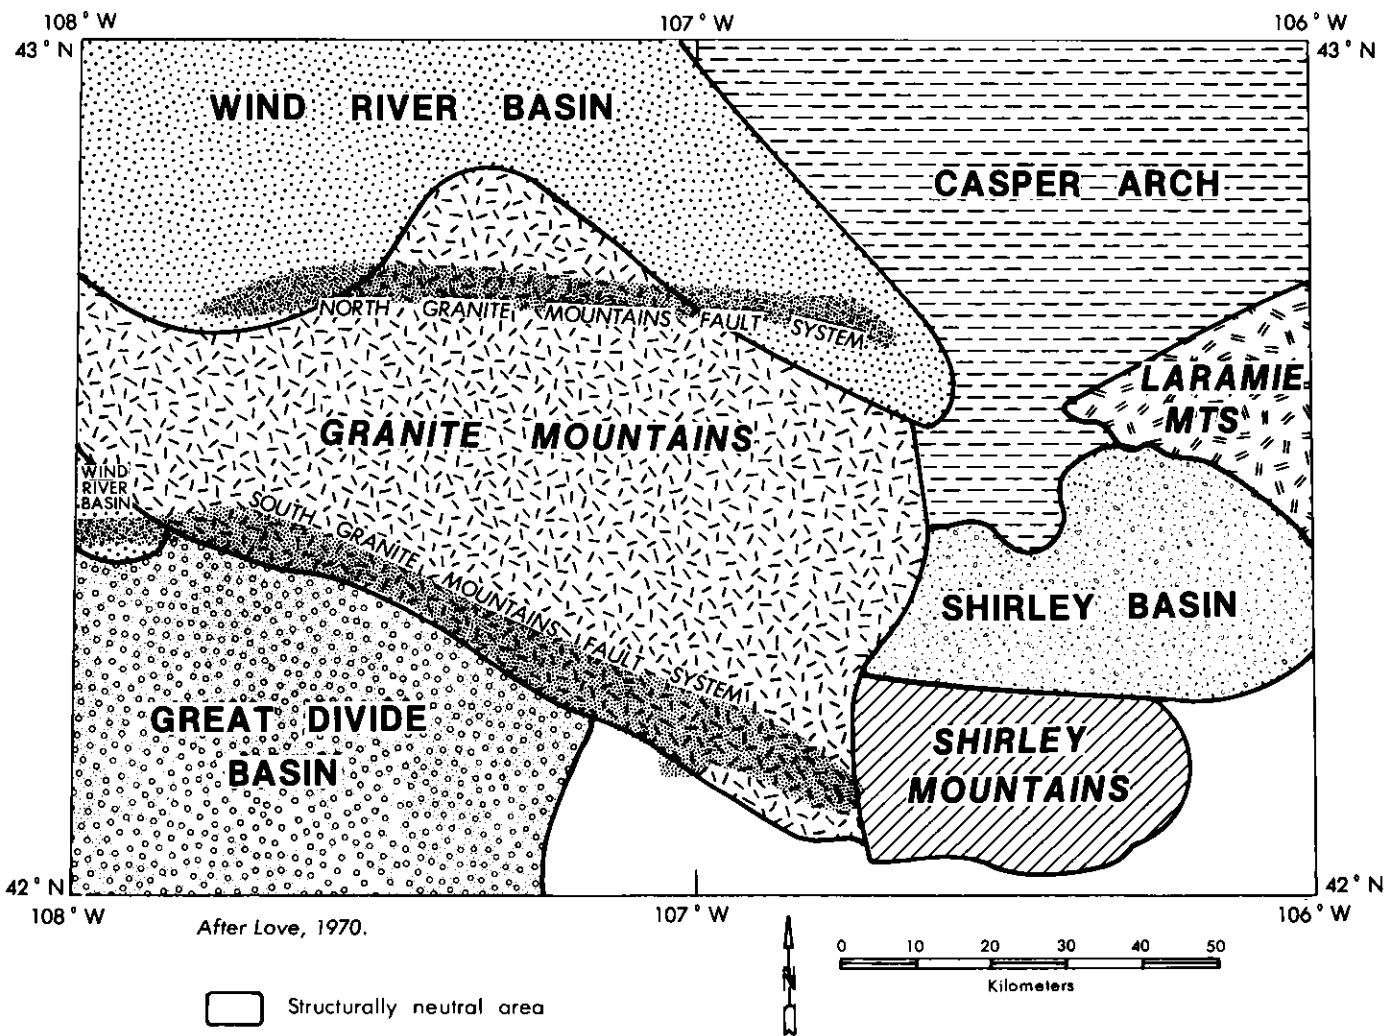 108° W 107° W 106° W
43° N 43° N
WIND RIVER BASIN
CASPER ARCH
NORTH GRANITE MOUNTAINS FAULT SYSTEM
LARAMIE
MTS
GRANITE MOUNTAINS
WIND
RIVER
BASIN
SOUTH GRANITE MOUNTAINS FAULT SYSTEM
SHIRLEY BASIN
GREAT DIVIDE
BASIN
SHIRLEY
MOUNTAINS
42° N 42° N
108° W 107° W 106° W
After Love, 1970.
N
0 10 20 30 40 50
Kilometers
Structurally neutral area